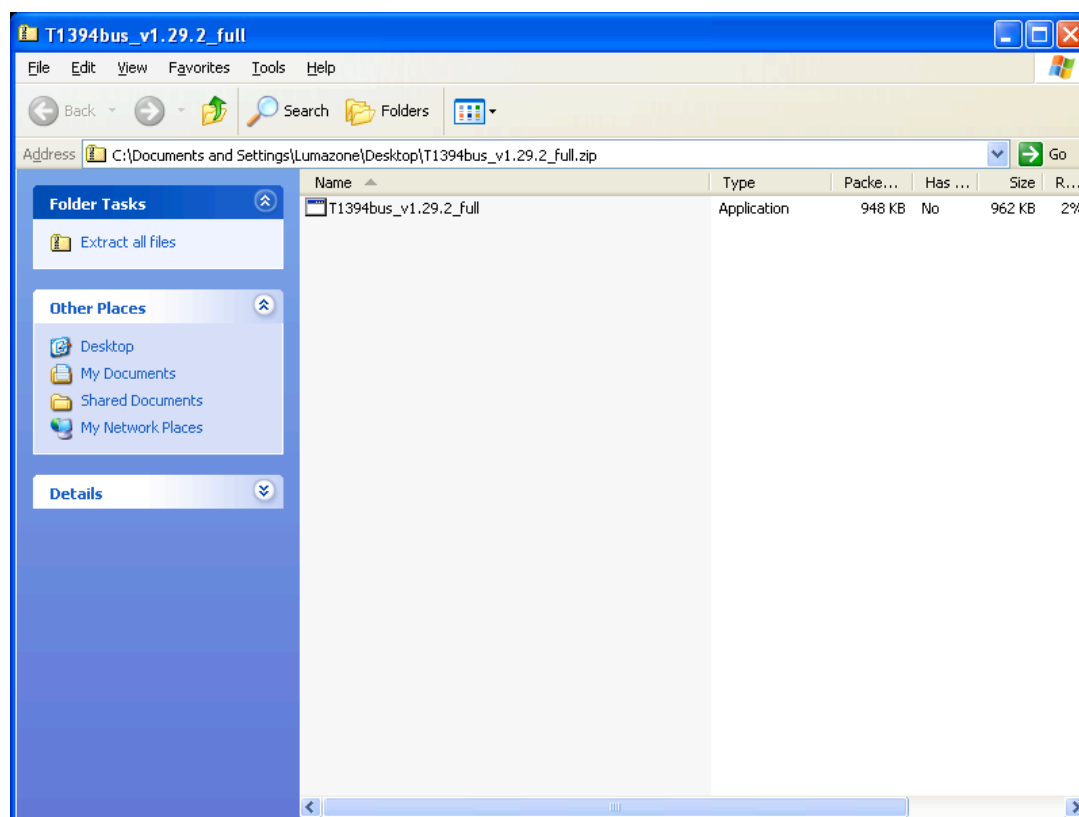 T1394bus_v1.29.2_full
File Edit View Favorites Tools Help
Back Search Folders
Address C:\Documents and Settings\Lumazone\Desktop\T1394bus_v1.29.2_full.zip Go
Name Type Packe... Has ... Size R...
T1394bus_v1.29.2_full Application 948 KB No 962 KB 2%
Folder Tasks
Extract all files
Other Places
Desktop
My Documents
Shared Documents
My Network Places
Details